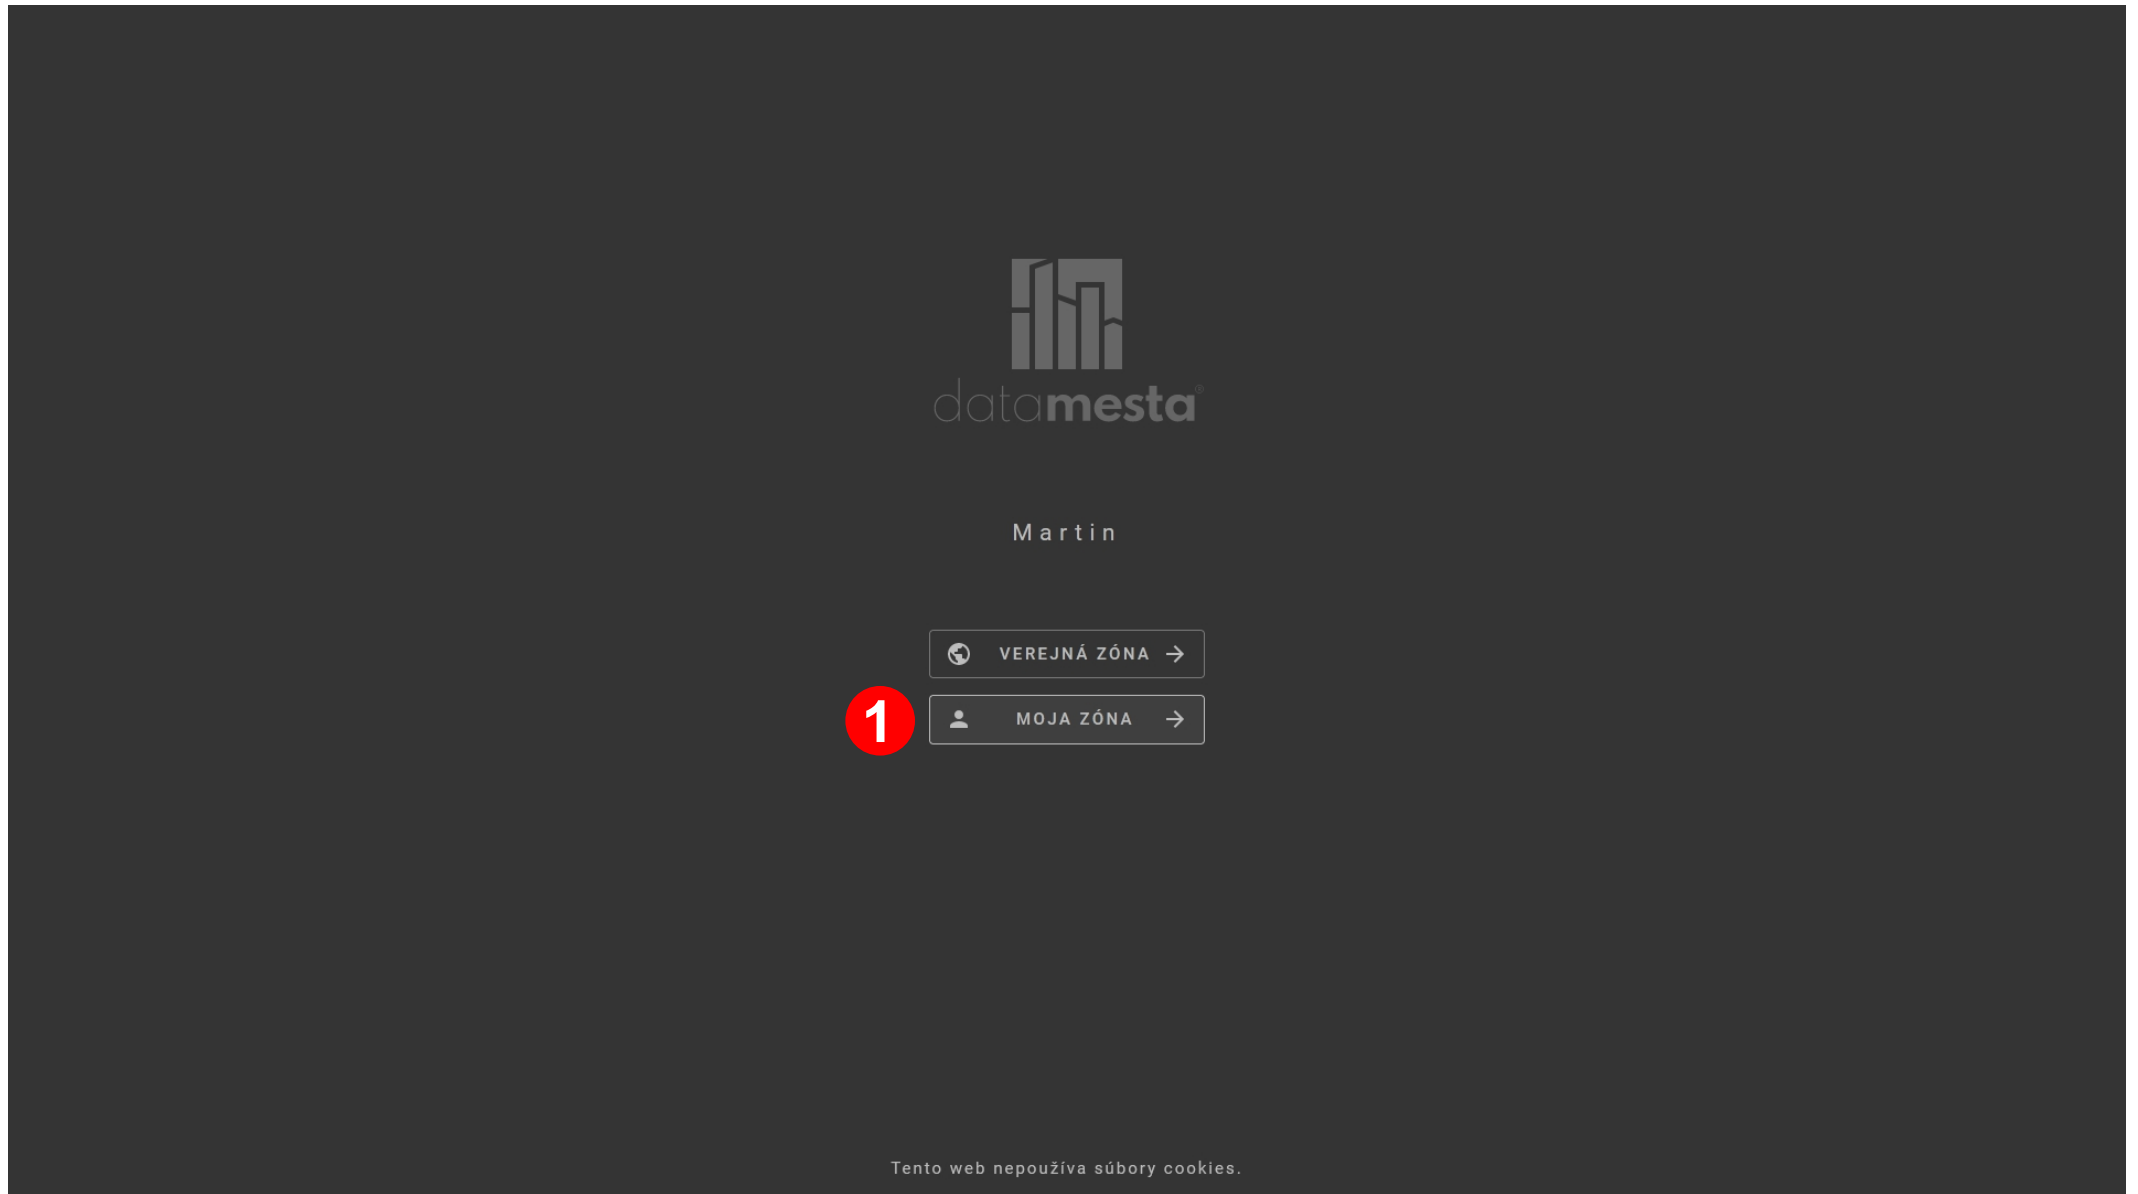 datamesta®
Martin
VEREJNÁ ZÓNA
1
MOJA ZÓNA
Tento web nepoužíva súbory cookies.